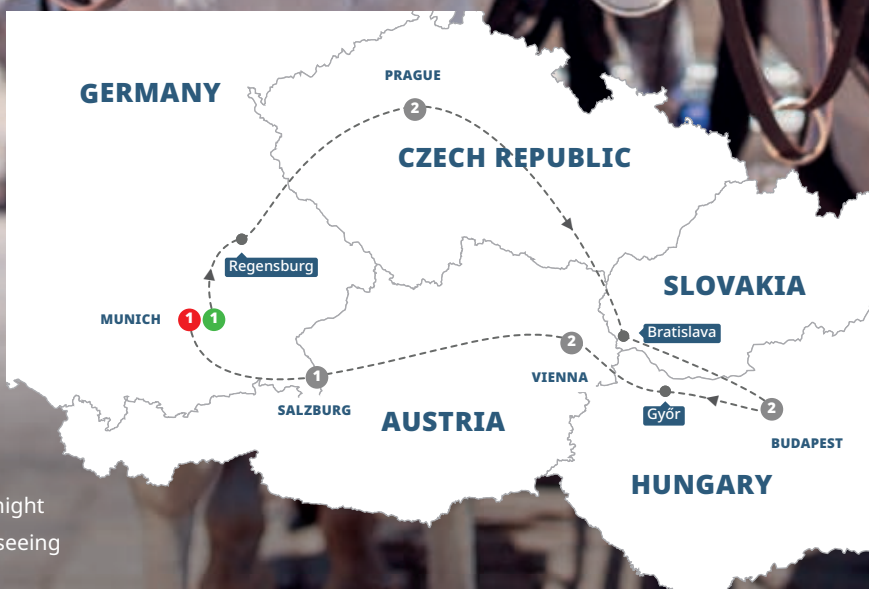 PRAGUE
GERMANY
2
CZECH REPUBLIC
Regensburg
SLOVAKIA
MUNICH 1 1
Bratislava
2
VIENNA
1
SALZBURG
2
Győr
AUSTRIA
BUDAPEST
HUNGARY
night
seeing